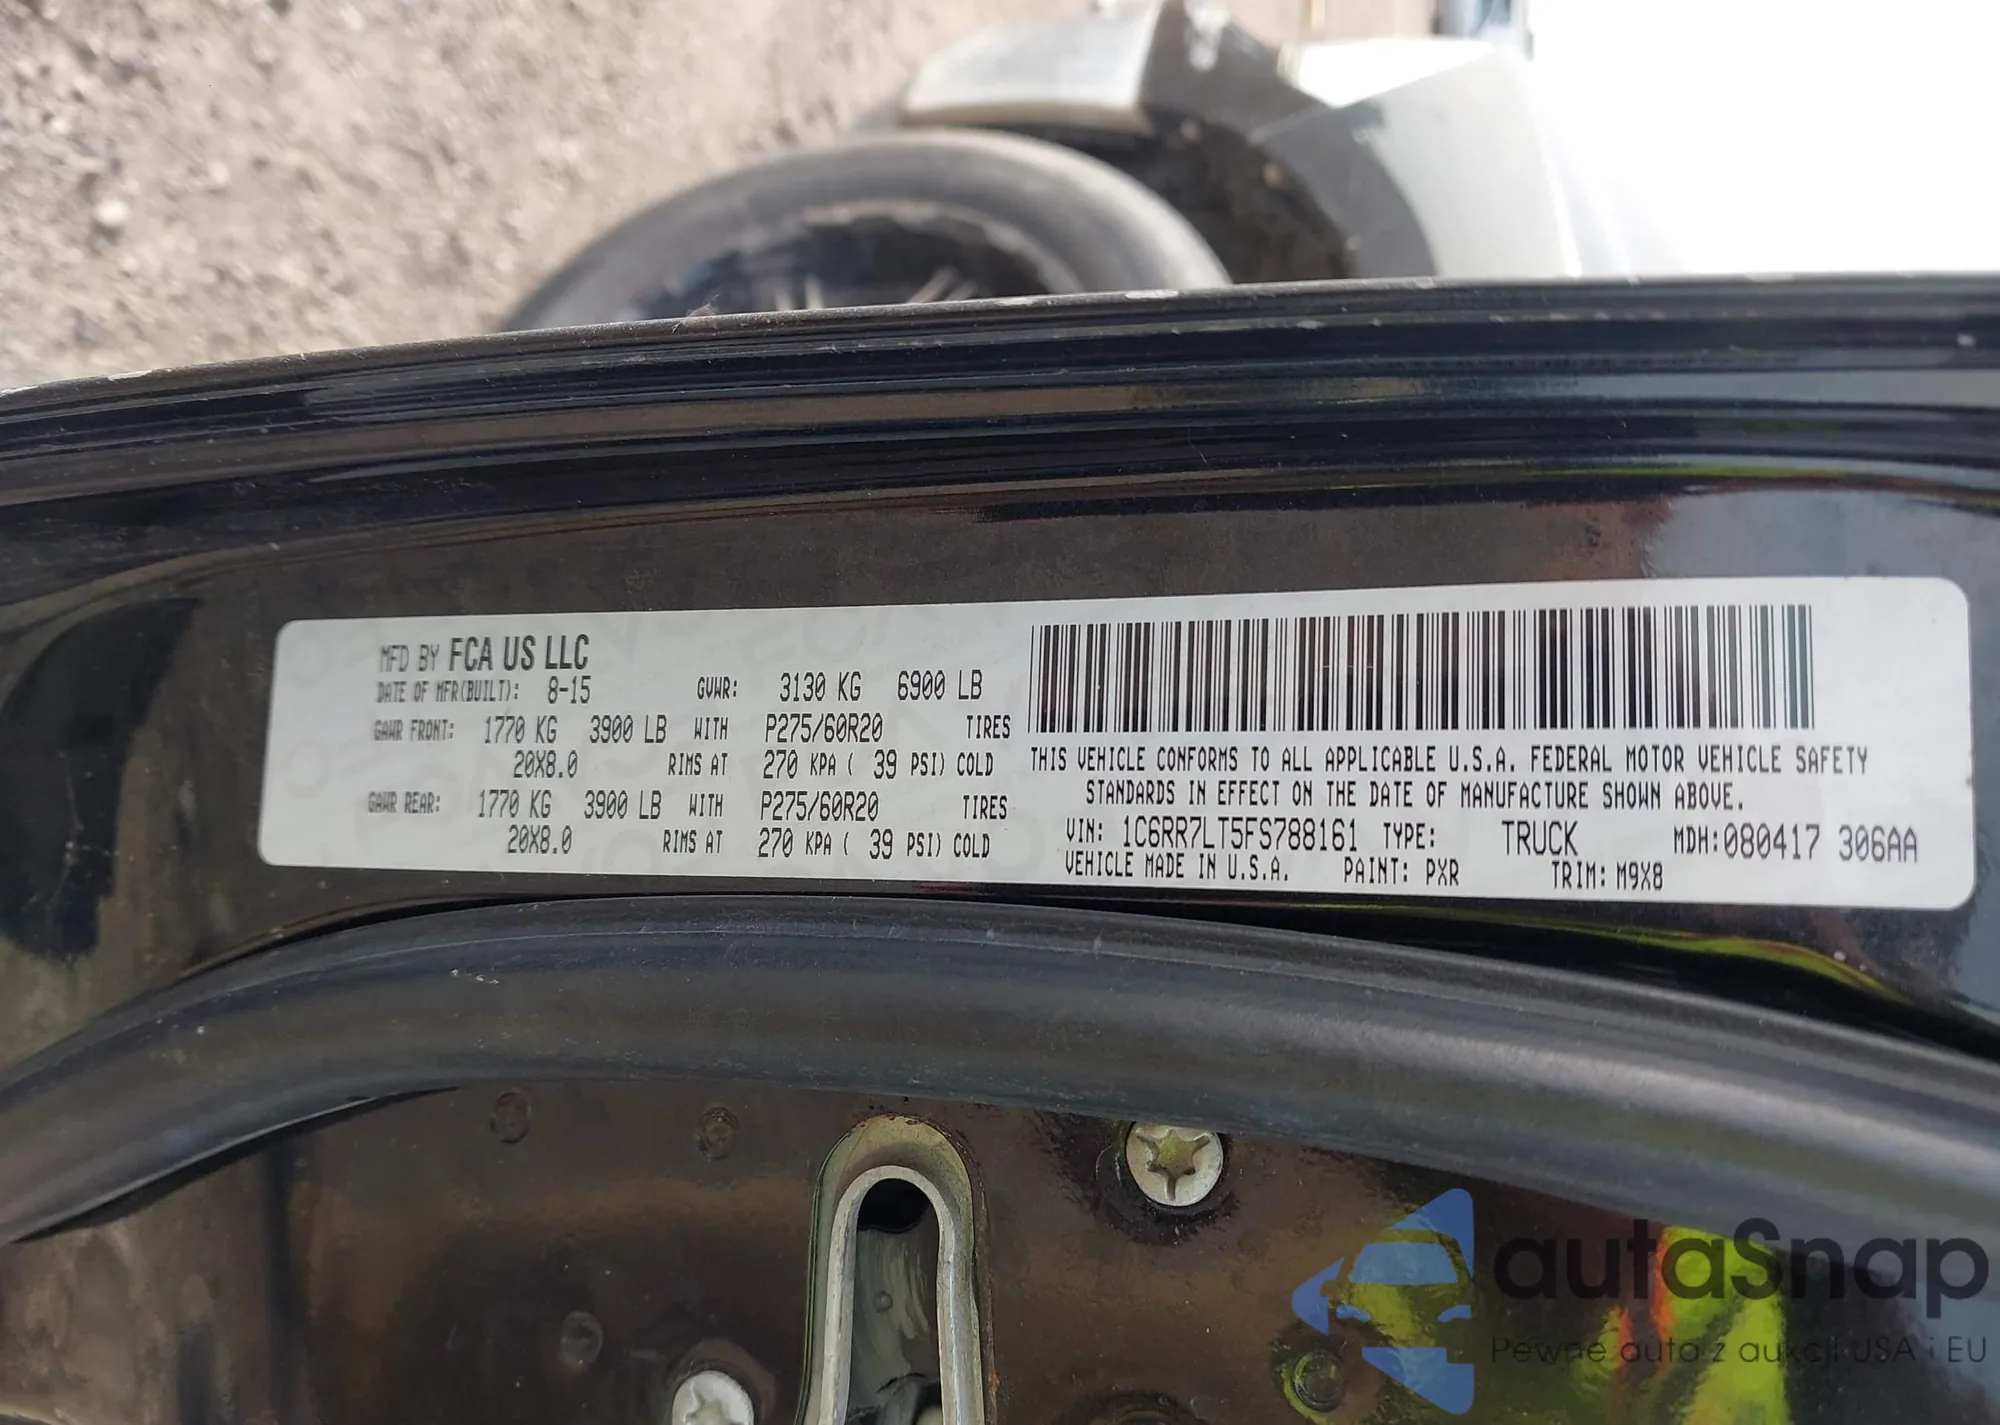 MFD BY FCA US LLC
DATE OF MFR(BUILT): 8-15 GVWR: 3130 KG 6900 LB
GAWR FRONT: 1770 KG 3900 LB WITH P275/60R20 TIRES
20X8.0 RIMS AT 270 KPA ( 39 PSI) COLD
GAWR REAR: 1770 KG 3900 LB WITH P275/60R20 TIRES
20X8.0 RIMS AT 270 KPA ( 39 PSI) COLD
THIS VEHICLE CONFORMS TO ALL APPLICABLE U.S.A. FEDERAL MOTOR VEHICLE SAFETY
STANDARDS IN EFFECT ON THE DATE OF MANUFACTURE SHOWN ABOVE.
VIN: 1C6RR7LT5FS788161 TYPE: TRUCK MDH:080417 306AA
VEHICLE MADE IN U.S.A. PAINT: PXR TRIM: M9X8
autoSnap
Pewne auta z aukcji USA i EU